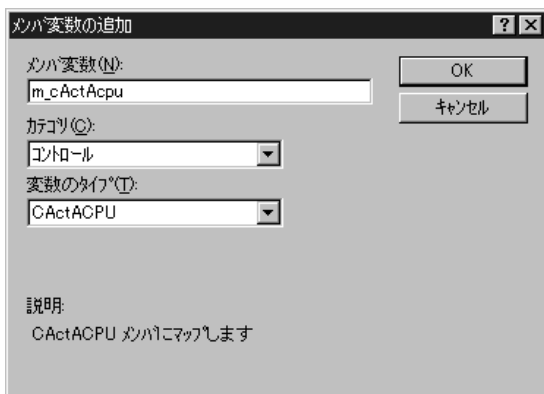 ﾒﾝﾊﾞ変数の追加
ﾒﾝﾊﾞ変数(N):
OK
m_cActAcpu
ｷｬﾝｾﾙ
ｶﾃｺﾞﾘ(C):
ｺﾝﾄﾛｰﾙ
変数のﾀｲﾌﾟ(T):
CActACPU
説明:
CActACPU ﾒﾝﾊﾞにﾏｯﾌﾟします